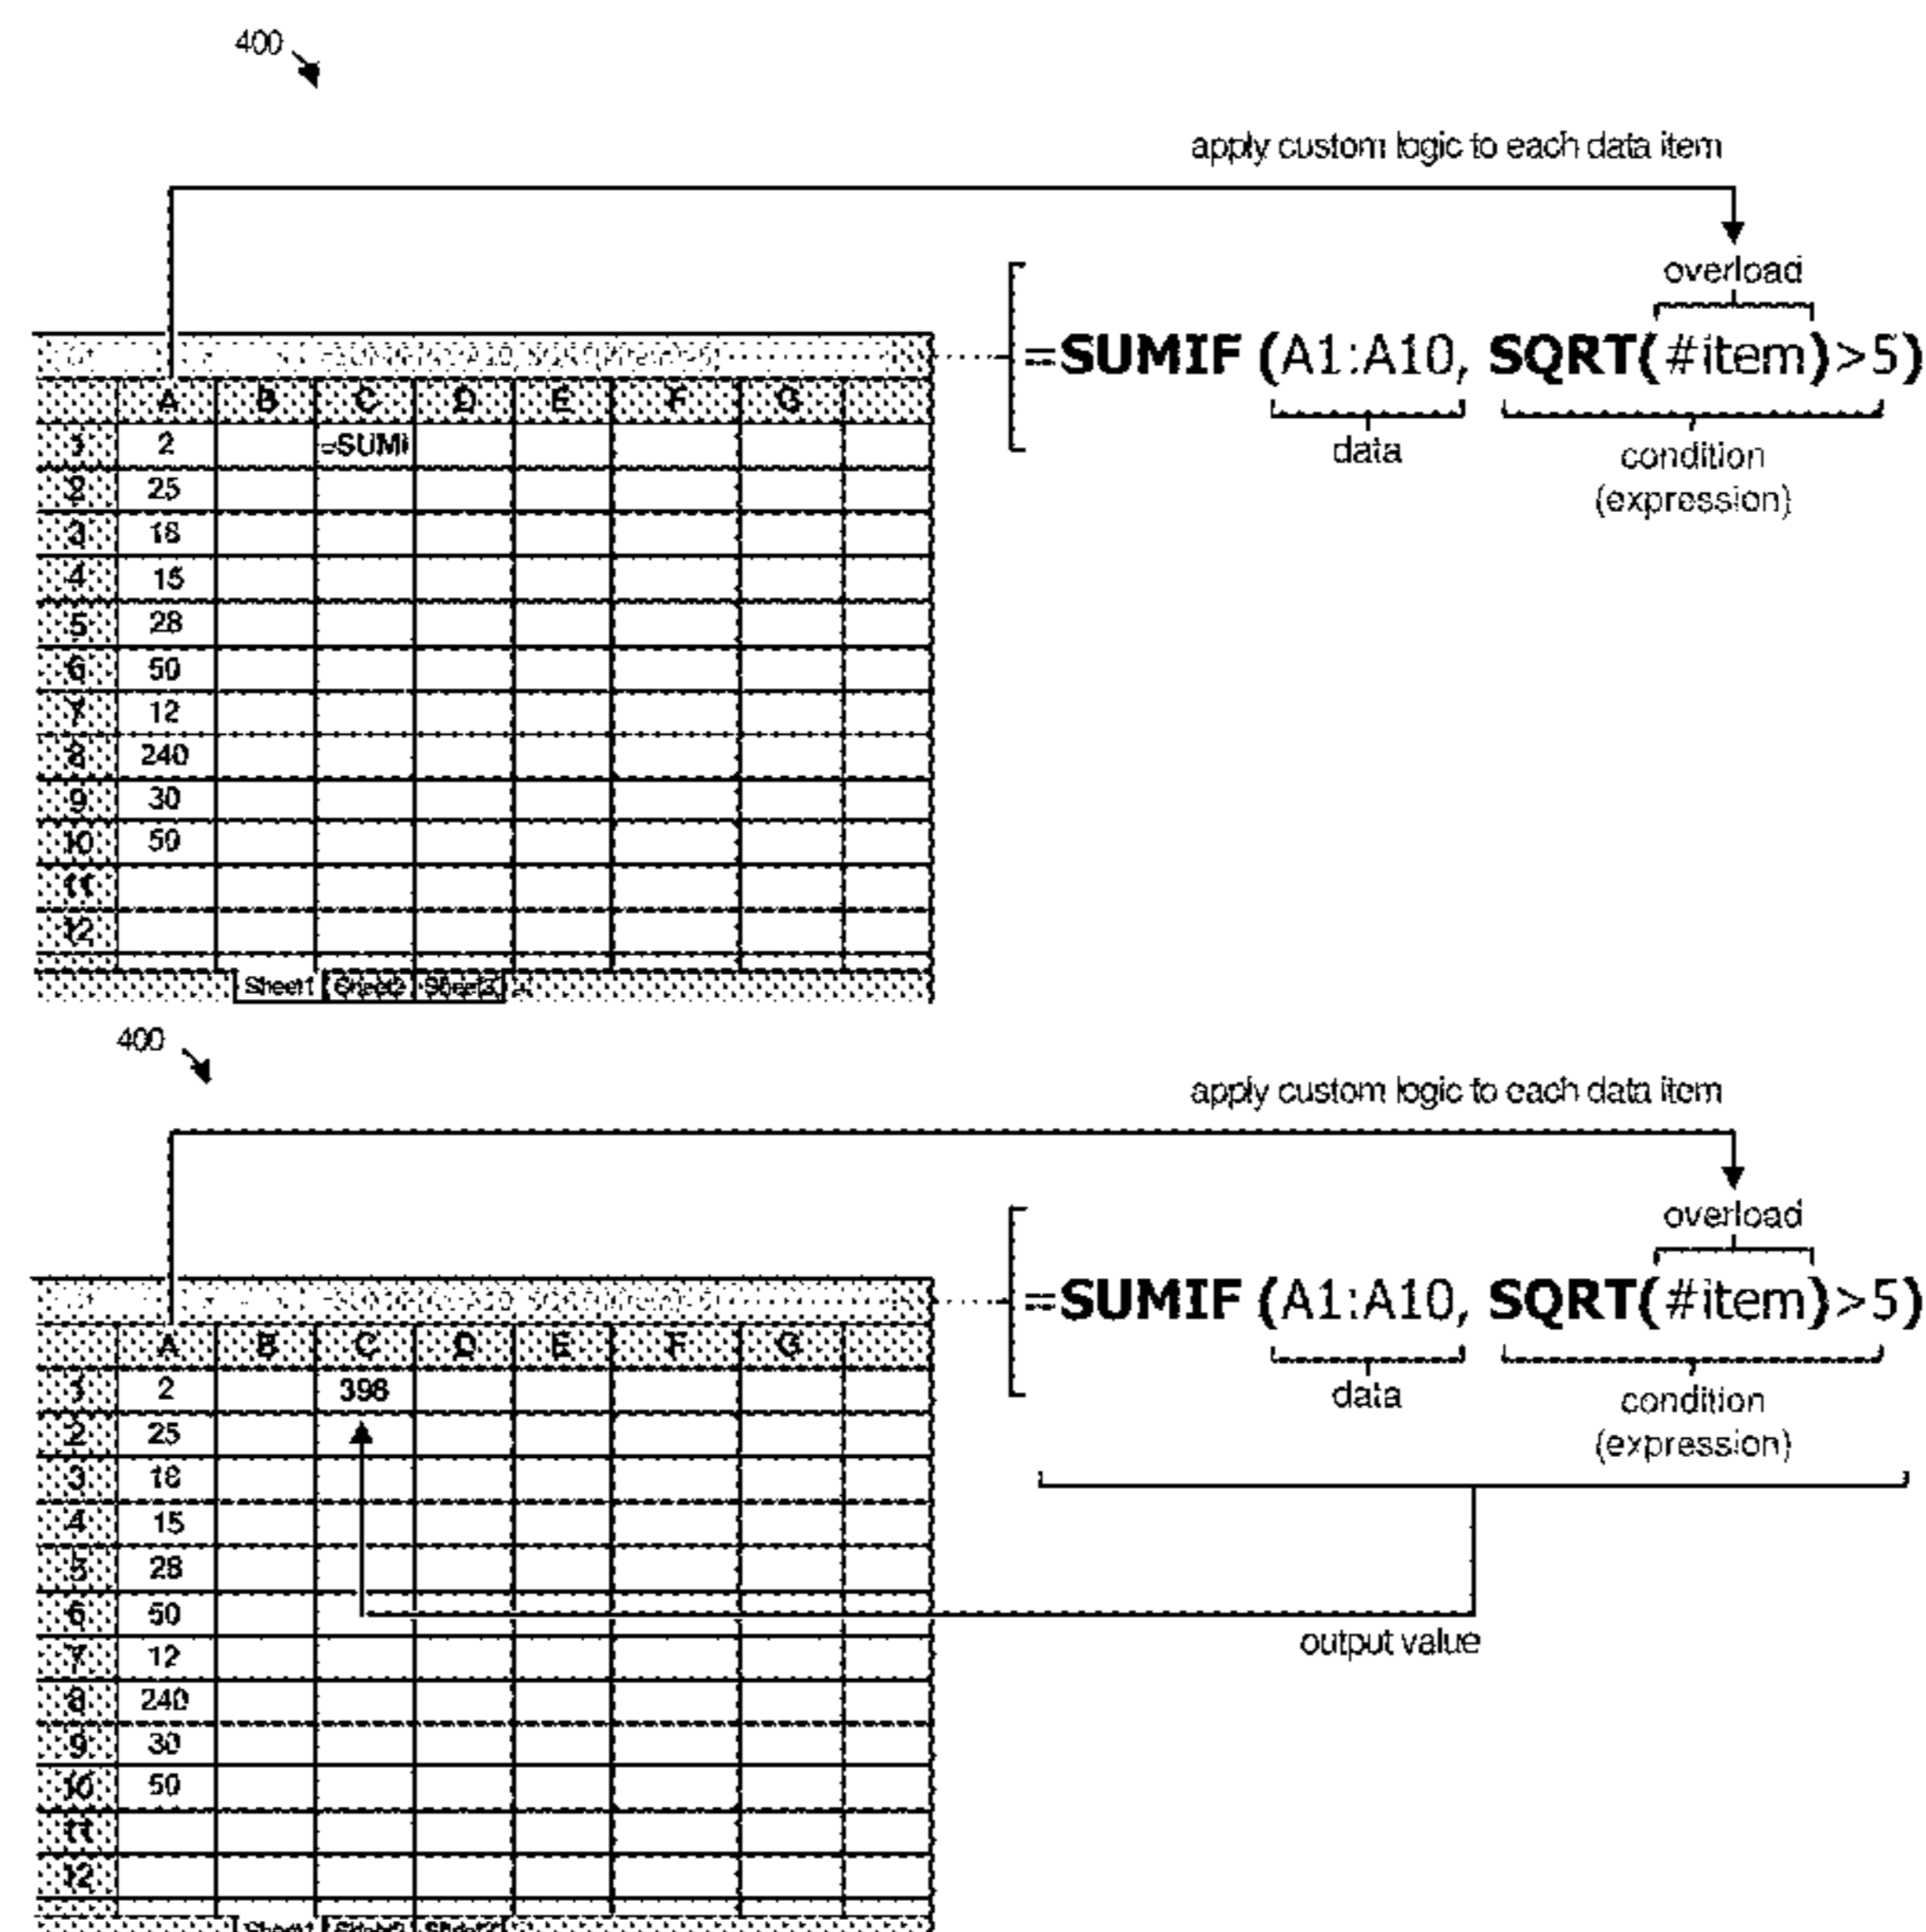 400
apply custom logic to each data item
overload
=SUMIF (A1:A10, SQRT(#item)>5)
data
condition
(expression)
A B C D E F G
1 2 =SUMI
2 25
3 18
4 15
5 28
6 50
7 12
8 240
9 30
10 50
11
12
Sheet1 Sheet2 Sheet3
400
apply custom logic to each data item
overload
=SUMIF (A1:A10, SQRT(#item)>5)
data
condition
(expression)
A B C D E F G
1 2 398
2 25
3 18
4 15
5 28
6 50
output value
7 12
8 240
9 30
10 50
11
12
Sheet1 Sheet2